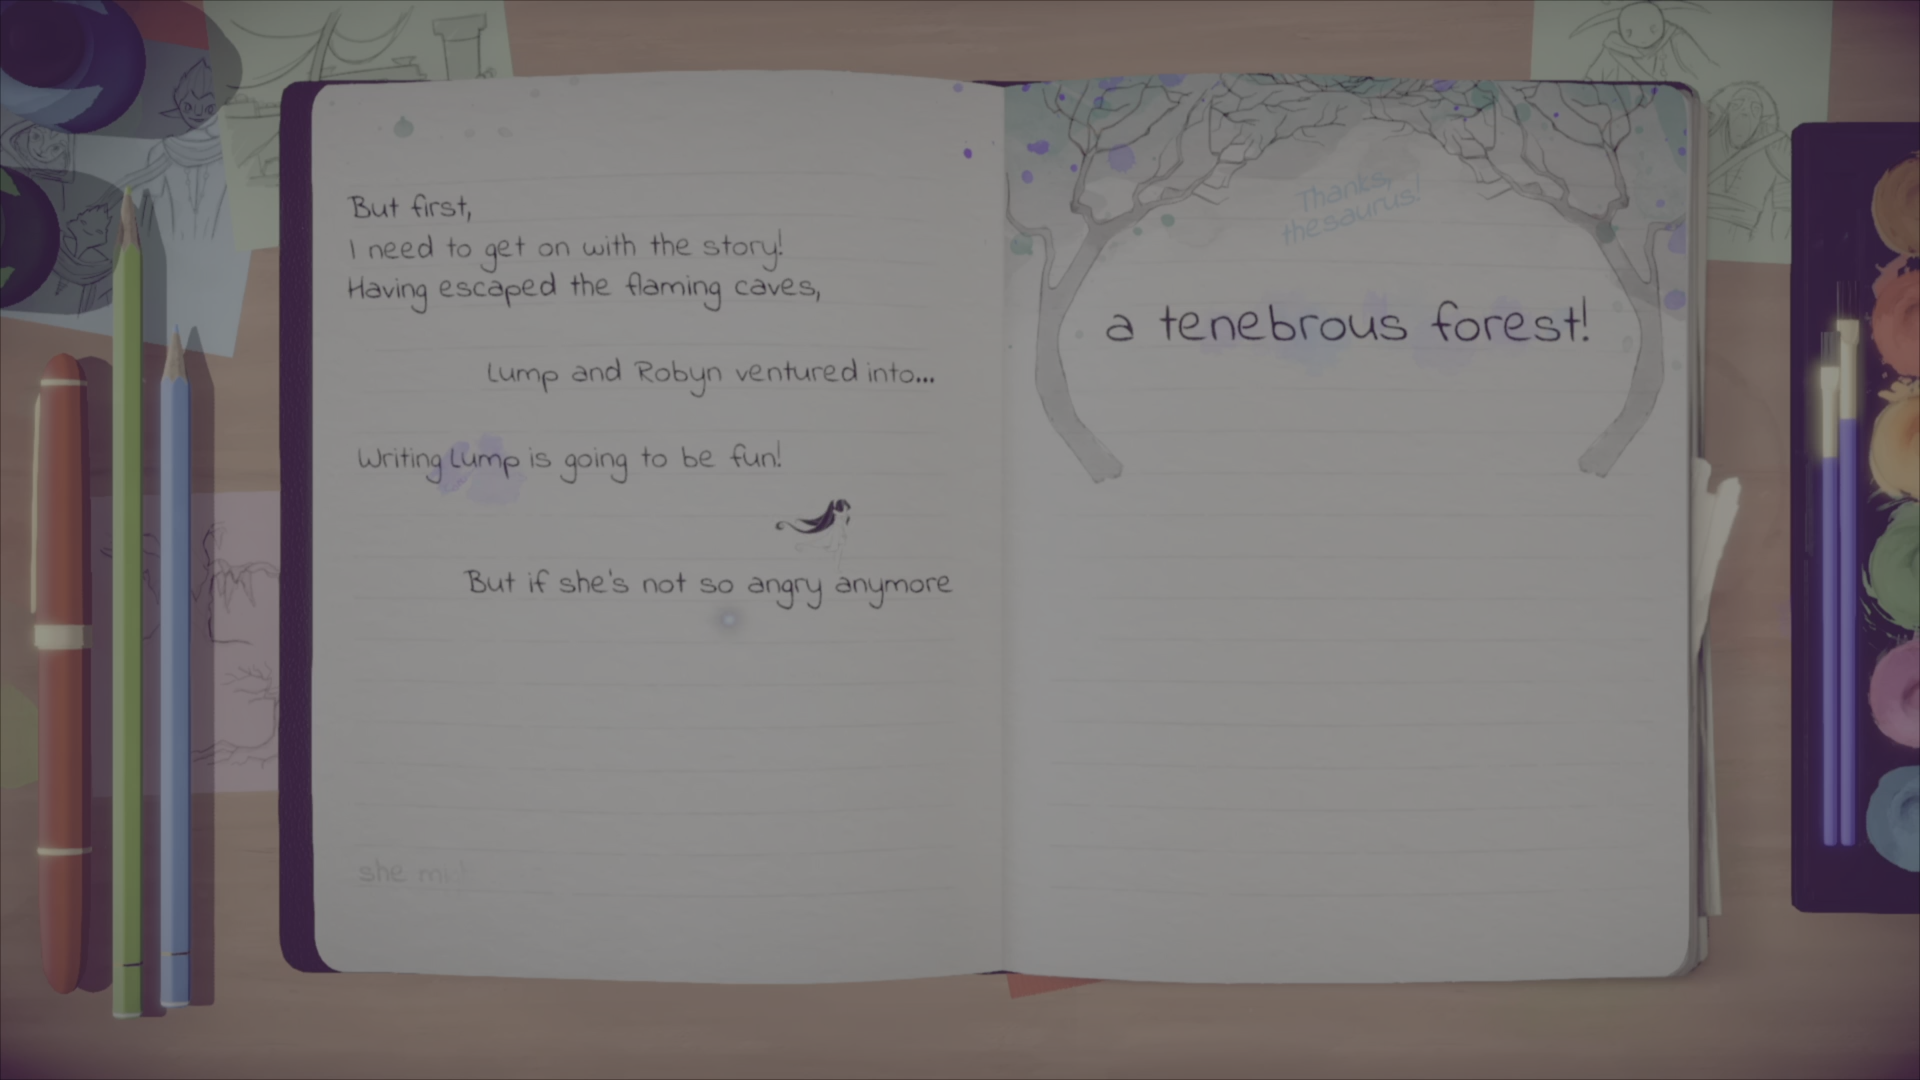 But first,
I need to get on with the story!
Having escaped the flaming caves,
Lump and Robyn ventured into...
Writing Lump is going to be fun!
But if she's not so angry anymore
she
Thanks,
thesaurus!
a tenebrous forest!